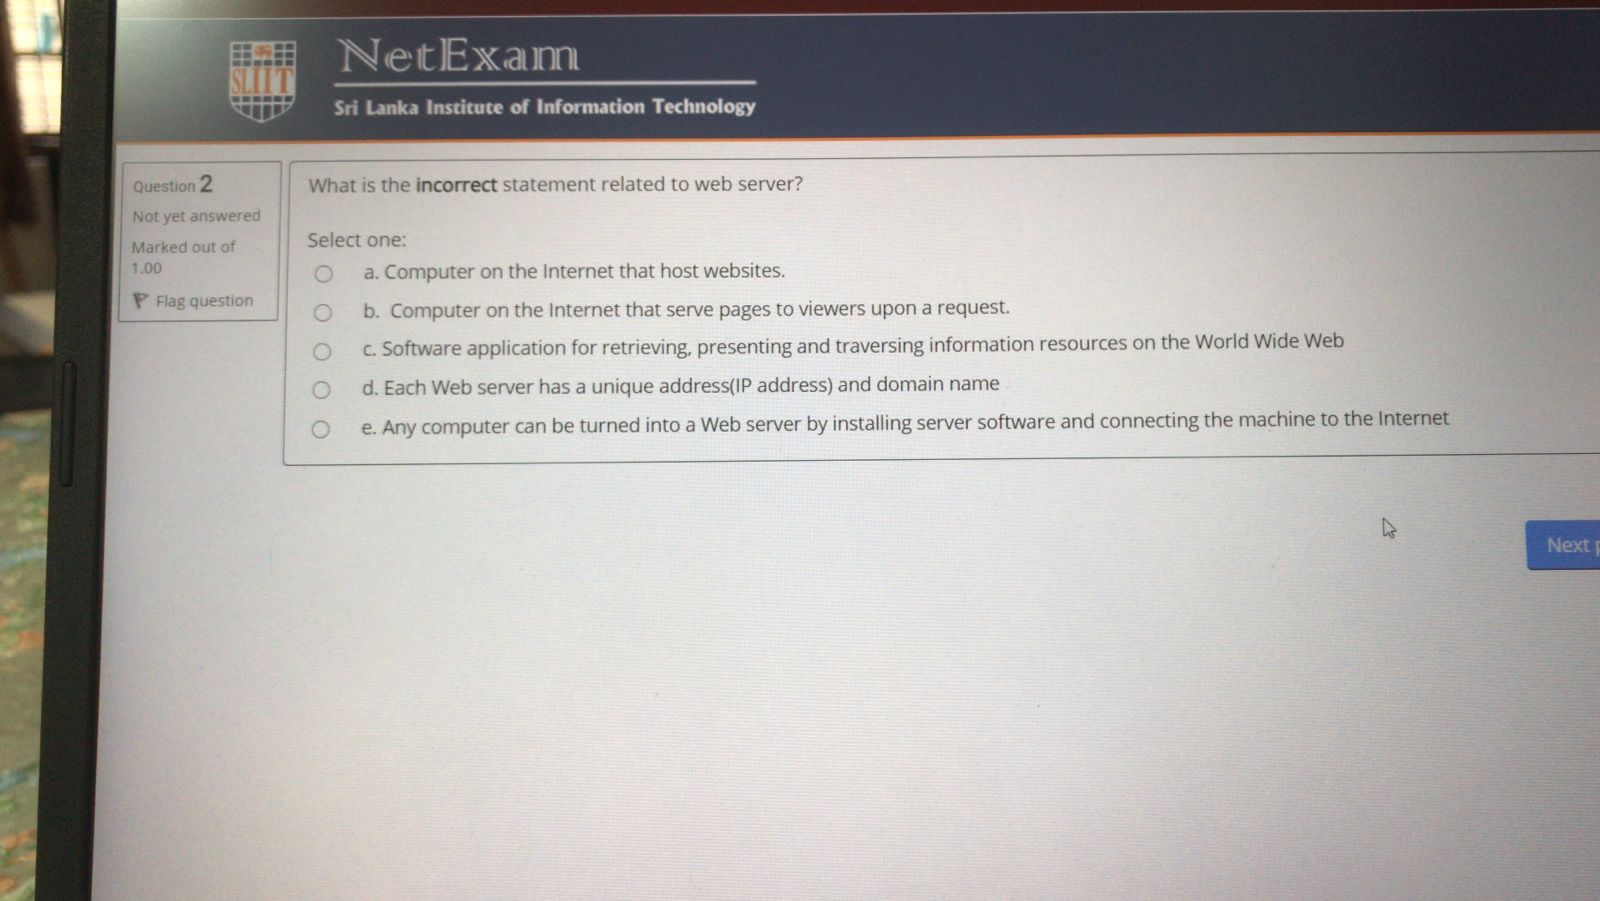 SLIIT
NetExam
Sri Lanka Institute of Information Technology
Question 2
Not yet answered
Marked out of
1.00
Flag question
What is the incorrect statement related to web server?
Select one:
a. Computer on the Internet that host websites.
b. Computer on the Internet that serve pages to viewers upon a request.
c. Software application for retrieving, presenting and traversing information resources on the World Wide Web
d. Each Web server has a unique address(IP address) and domain name
e. Any computer can be turned into a Web server by installing server software and connecting the machine to the Internet
Next